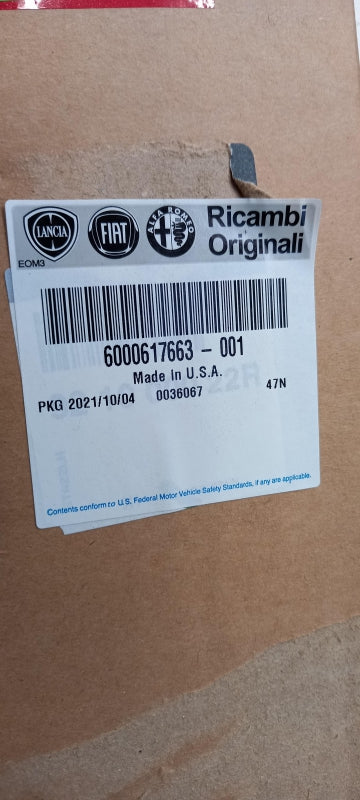 LANCIA
FIAT
ALFA ROMEO
Ricambi
Originali
EOM3
6000617663 - 001
Made in U.S.A.
PKG 2021/10/04 0036067 47N
Contents conform to U.S. Federal Motor Vehicle Safety Standards, if any are applicable.